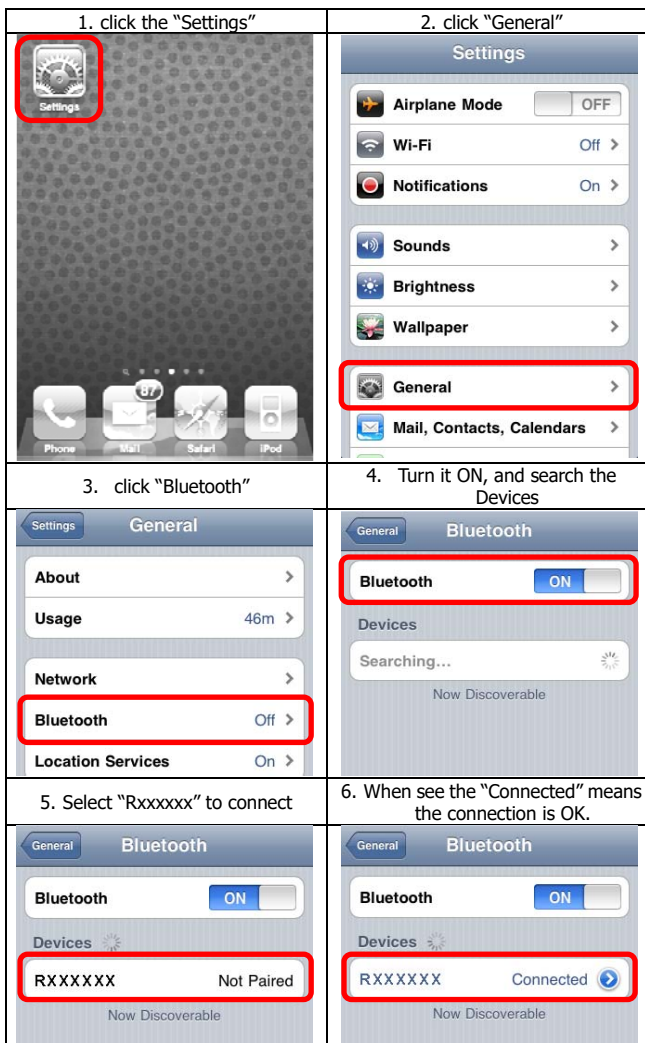 1. click the “Settings”
Settings
87
Phone
Mail
Safari
iPod
2. click “General”
Settings
Airplane Mode OFF
Wi-Fi Off
Notifications On
Sounds
Brightness
Wallpaper
General
Mail, Contacts, Calendars
3. click “Bluetooth”
Settings General
About
Usage 46m
Network
Bluetooth Off
Location Services On
4. Turn it ON, and search the
Devices
General Bluetooth
Bluetooth ON
Devices
Searching...
Now Discoverable
5. Select “Rxxxxxx” to connect
General Bluetooth
Bluetooth ON
Devices
RXXXXXX Not Paired
Now Discoverable
6. When see the “Connected” means
the connection is OK.
General Bluetooth
Bluetooth ON
Devices
RXXXXXX Connected
Now Discoverable